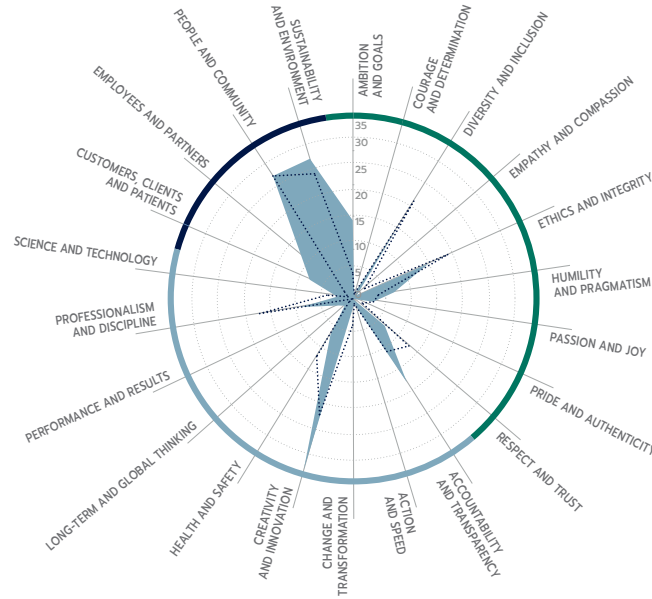 AMBITION
AND GOALS
COURAGE
AND DETERMINATION
DIVERSITY AND INCLUSION
EMPATHY AND COMPASSION
ETHICS AND INTEGRITY
HUMILITY
AND PRAGMATISM
PASSION AND JOY
PRIDE AND AUTHENTICITY
RESPECT AND TRUST
ACCOUNTABILITY
AND TRANSPARENCY
ACTION
AND SPEED
CHANGE AND
TRANSFORMATION
CREATIVITY
AND INNOVATION
HEALTH AND SAFETY
LONG-TERM AND GLOBAL THINKING
PERFORMANCE AND RESULTS
PROFESSIONALISM
AND DISCIPLINE
SCIENCE AND TECHNOLOGY
CUSTOMERS, CLIENTS
AND PATIENTS
EMPLOYEES AND PARTNERS
PEOPLE AND COMMUNITY
SUSTAINABILITY
AND ENVIRONMENT
35
30
25
20
15
10
5